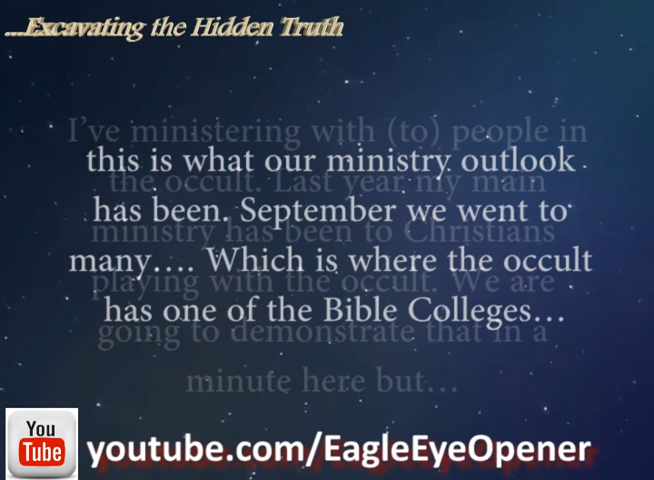 ...Excavating the Hidden Truth
I've ministering with (to) people in
this is what our ministry outlook
the occult. Last year my main
has been. September we went to
ministry has been to Christians
many…. Which is where the occult
playing with the occult. We are
has one of the Bible Colleges…
going to demonstrate that in a
minute here but…
You
Tube
youtube.com/EagleEyeOpener